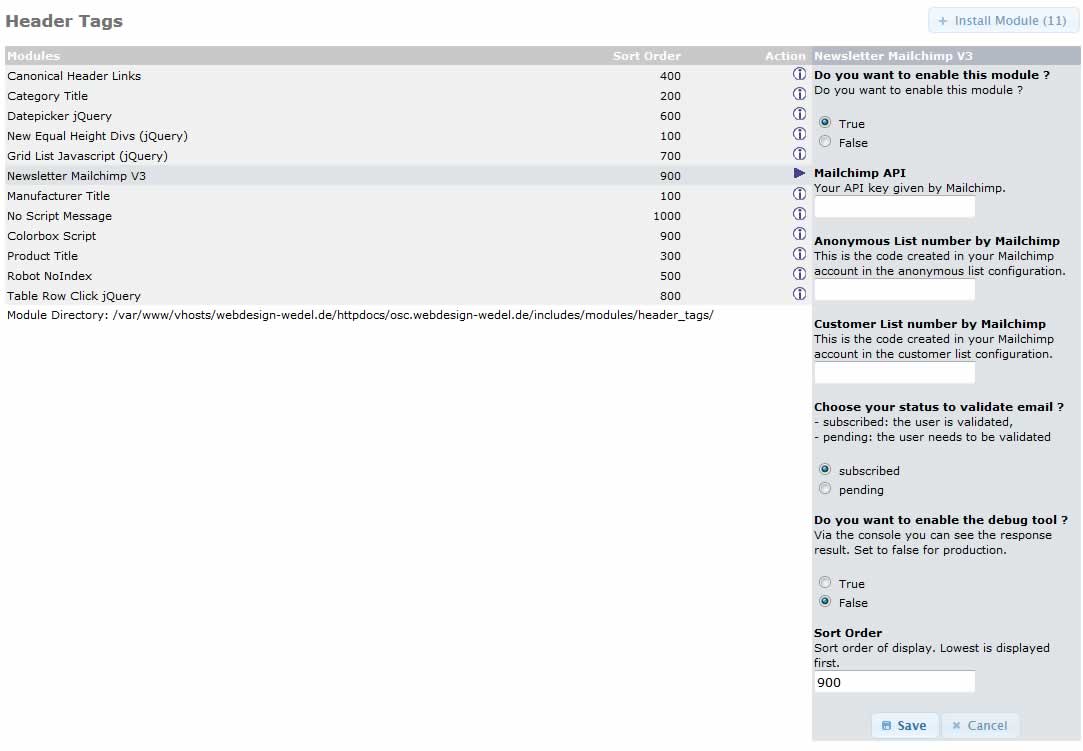 Header Tags
+ Install Module (11)
Modules Sort Order Action
Canonical Header Links 400
Category Title 200
Datepicker jQuery 600
New Equal Height Divs (jQuery) 100
Grid List Javascript (jQuery) 700
Newsletter Mailchimp V3 900
Manufacturer Title 100
No Script Message 1000
Colorbox Script 900
Product Title 300
Robot NoIndex 500
Table Row Click jQuery 800
Module Directory: /var/www/vhosts/webdesign-wedel.de/httpdocs/osc.webdesign-wedel.de/includes/modules/header_tags/
Newsletter Mailchimp V3
Do you want to enable this module ?
Do you want to enable this module ?
True
False
Mailchimp API
Your API key given by Mailchimp.
Anonymous List number by Mailchimp
This is the code created in your Mailchimp
account in the anonymous list configuration.
Customer List number by Mailchimp
This is the code created in your Mailchimp
account in the customer list configuration.
Choose your status to validate email ?
- subscribed: the user is validated,
- pending: the user needs to be validated
subscribed
pending
Do you want to enable the debug tool ?
Via the console you can see the response
result. Set to false for production.
True
False
Sort Order
Sort order of display. Lowest is displayed
first.
900
Save
Cancel